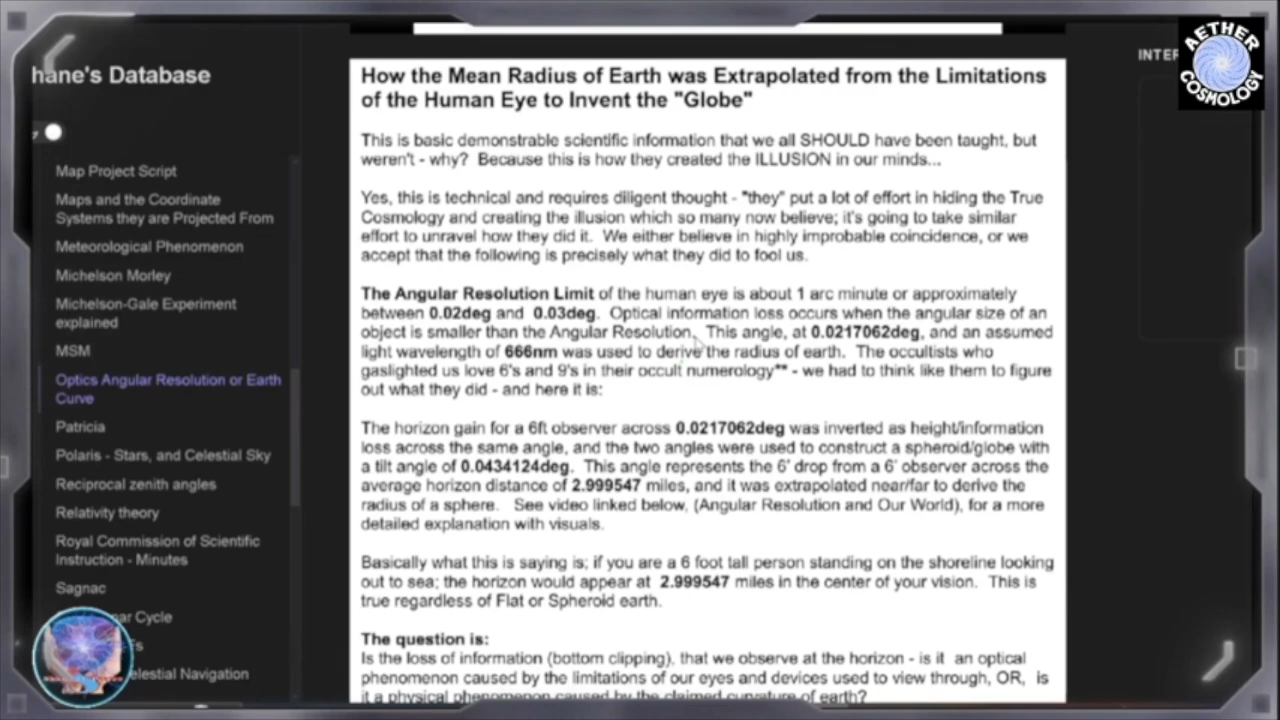 AETHER
COSMOLOGY
INTER
hane's Database
Map Project Script
Maps and the Coordinate
Systems they are Projected From
Meteorological Phenomenon
Michelson Morley
Michelson-Gale Experiment
explained
MSM
Optics Angular Resolution or Earth
Curve
Patricia
Polaris - Stars, and Celestial Sky
Reciprocal zenith angles
Relativity theory
Royal Commission of Scientific
Instruction - Minutes
Sagnac
ar Cycle
elestial Navigation
How the Mean Radius of Earth was Extrapolated from the Limitations
of the Human Eye to Invent the "Globe"
This is basic demonstrable scientific information that we all SHOULD have been taught, but
weren't - why? Because this is how they created the ILLUSION in our minds...
Yes, this is technical and requires diligent thought - "they" put a lot of effort in hiding the True
Cosmology and creating the illusion which so many now believe; it's going to take similar
effort to unravel how they did it. We either believe in highly improbable coincidence, or we
accept that the following is precisely what they did to fool us.
The Angular Resolution Limit of the human eye is about 1 arc minute or approximately
between 0.02deg and 0.03deg. Optical information loss occurs when the angular size of an
object is smaller than the Angular Resolution. This angle, at 0.0217062deg, and an assumed
light wavelength of 666nm was used to derive the radius of earth. The occultists who
gaslighted us love 6's and 9's in their occult numerology** - we had to think like them to figure
out what they did - and here it is:
The horizon gain for a 6ft observer across 0.0217062deg was inverted as height/information
loss across the same angle, and the two angles were used to construct a spheroid/globe with
a tilt angle of 0.0434124deg. This angle represents the 6' drop from a 6' observer across the
average horizon distance of 2.999547 miles, and it was extrapolated near/far to derive the
radius of a sphere. See video linked below, (Angular Resolution and Our World), for a more
detailed explanation with visuals.
Basically what this is saying is; if you are a 6 foot tall person standing on the shoreline looking
out to sea; the horizon would appear at 2.999547 miles in the center of your vision. This is
true regardless of Flat or Spheroid earth.
The question is:
Is the loss of information (bottom clipping), that we observe at the horizon - is it an optical
phenomenon caused by the limitations of our eyes and devices used to view through, OR, is
it a physical phenomenon caused by the claimed curvature of earth?